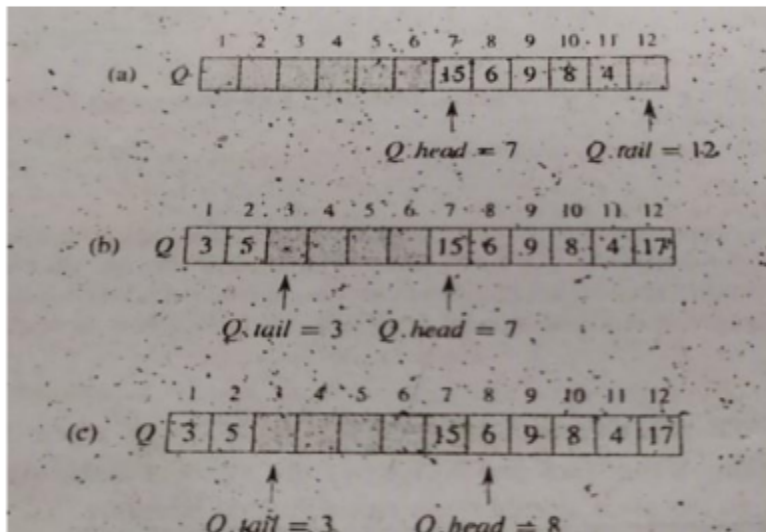 1 2 3 4 5 6 7 8 9 10 11 12
(a) Q 15 6 9 8 4
Q.head = 7 Q.tail = 12
1 2 3 4 5 6 7 8 9 10 11 12
(b) Q 3 5 15 6 9 8 4 17
Q.tail = 3 Q.head = 7
1 2 3 4 5 6 7 8 9 10 11 12
(c) Q 3 5 15 6 9 8 4 17
Q.tail = 3 Q.head = 8